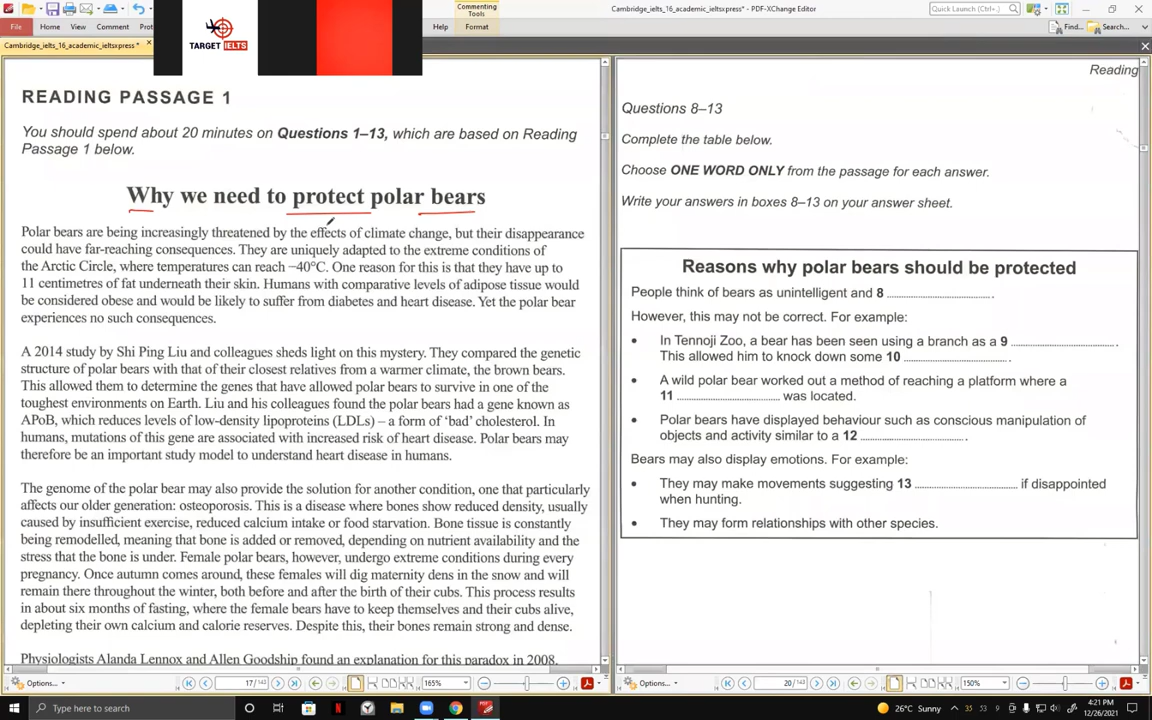 Commenting
Tools
Cambridge_ielts_16_academic_ieltsxpress * - PDF-XChange Editor
Quick Launch (Ctrl+.)
File
Home
View
Comment
Protect
Help
Format
Find...
Search...
Cambridge_ielts_16_academic_ieltsxpress *
TARGET IELTS
READING PASSAGE 1
You should spend about 20 minutes on Questions 1–13, which are based on Reading
Passage 1 below.
Why we need to protect polar bears
Polar bears are being increasingly threatened by the effects of climate change, but their disappearance
could have far-reaching consequences. They are uniquely adapted to the extreme conditions of
the Arctic Circle, where temperatures can reach −40°C. One reason for this is that they have up to
11 centimetres of fat underneath their skin. Humans with comparative levels of adipose tissue would
be considered obese and would be likely to suffer from diabetes and heart disease. Yet the polar bear
experiences no such consequences.
A 2014 study by Shi Ping Liu and colleagues sheds light on this mystery. They compared the genetic
structure of polar bears with that of their closest relatives from a warmer climate, the brown bears.
This allowed them to determine the genes that have allowed polar bears to survive in one of the
toughest environments on Earth. Liu and his colleagues found the polar bears had a gene known as
APoB, which reduces levels of low-density lipoproteins (LDLs) – a form of ‘bad’ cholesterol. In
humans, mutations of this gene are associated with increased risk of heart disease. Polar bears may
therefore be an important study model to understand heart disease in humans.
The genome of the polar bear may also provide the solution for another condition, one that particularly
affects our older generation: osteoporosis. This is a disease where bones show reduced density, usually
caused by insufficient exercise, reduced calcium intake or food starvation. Bone tissue is constantly
being remodelled, meaning that bone is added or removed, depending on nutrient availability and the
stress that the bone is under. Female polar bears, however, undergo extreme conditions during every
pregnancy. Once autumn comes around, these females will dig maternity dens in the snow and will
remain there throughout the winter, both before and after the birth of their cubs. This process results
in about six months of fasting, where the female bears have to keep themselves and their cubs alive,
depleting their own calcium and calorie reserves. Despite this, their bones remain strong and dense.
Physiologists Alanda Lennox and Allen Goodship found an explanation for this paradox in 2008.
Reading
Questions 8–13
Complete the table below.
Choose ONE WORD ONLY from the passage for each answer.
Write your answers in boxes 8–13 on your answer sheet.
Reasons why polar bears should be protected
People think of bears as unintelligent and 8 ..............................
However, this may not be correct. For example:
• In Tennoji Zoo, a bear has been seen using a branch as a 9 ..............................
This allowed him to knock down some 10 ..............................
• A wild polar bear worked out a method of reaching a platform where a
11 .............................. was located.
• Polar bears have displayed behaviour such as conscious manipulation of
objects and activity similar to a 12 ..............................
Bears may also display emotions. For example:
• They may make movements suggesting 13 .............................. if disappointed
when hunting.
• They may form relationships with other species.
Options...
17/142
165%
Options...
20/142
150%
Type here to search
26°C Sunny
35
53
9
4:21 PM
12/26/2021